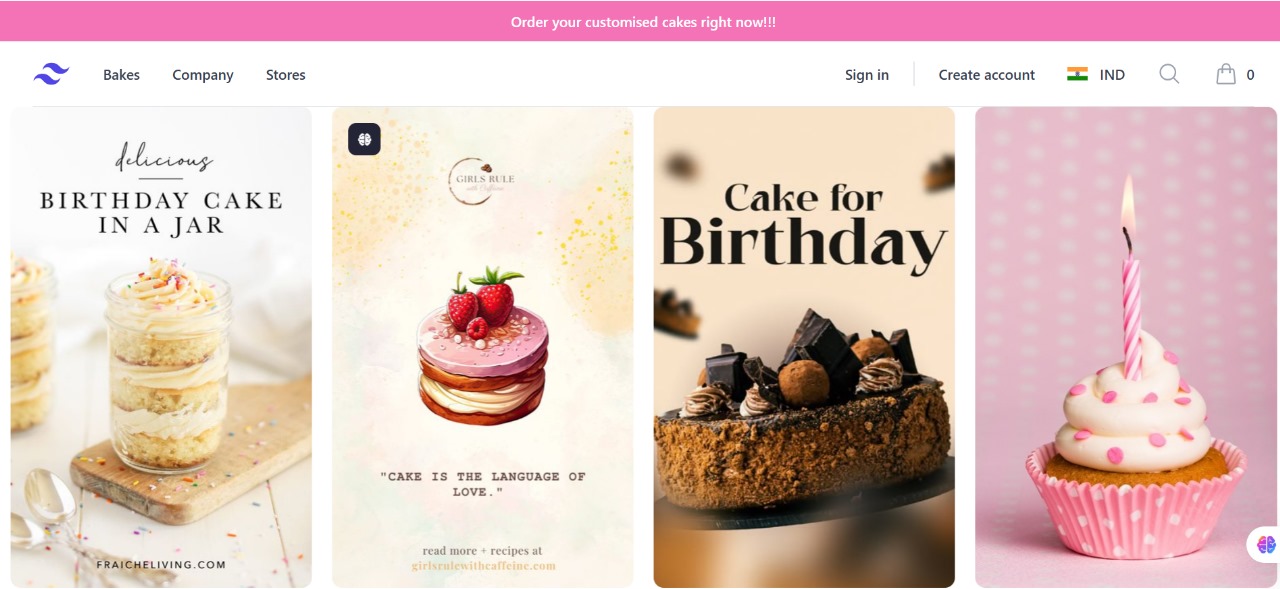 Order your customised cakes right now!!!
Bakes Company Stores Sign in Create account IND 0
delicious
BIRTHDAY CAKE
IN A JAR
FRAICHELIVING.COM
GIRLS RULE
with Caffeine
"CAKE IS THE LANGUAGE OF
LOVE."
read more + recipes at
girlsrulewithcaffeine.com
Cake for
Birthday